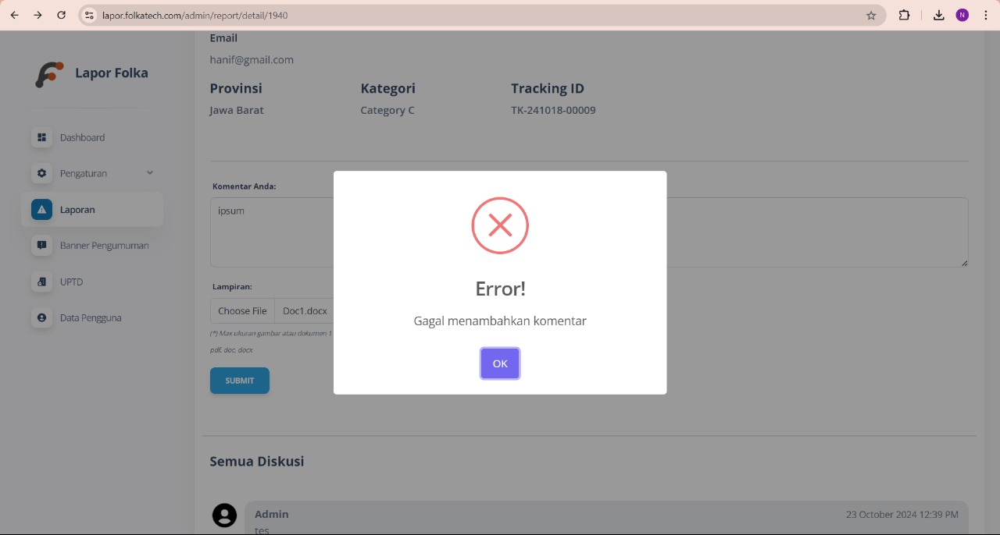 lapor.folkatech.com/admin/report/detail/1940
N
Lapor Folka
Dashboard
Pengaturan
Laporan
Banner Pengumuman
UPTD
Data Pengguna
Email
hanif@gmail.com
Provinsi Kategori Tracking ID
Jawa Barat Category C TK-241018-00009
Komentar Anda:
ipsum
Lampiran:
Choose File Doc1.docx
(*) Max ukuran gambar atau dokumen 1
pdf, doc, docx
SUBMIT
Error!
Gagal menambahkan komentar
OK
Semua Diskusi
Admin 23 October 2024 12:39 PM
tes